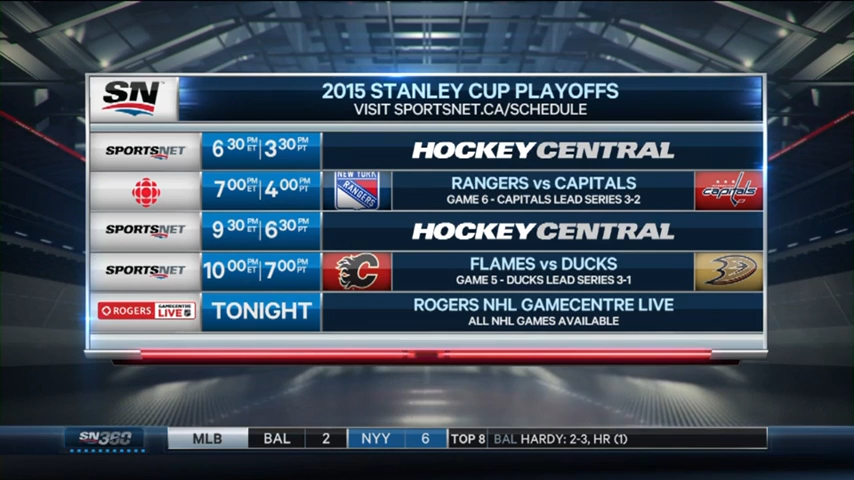 SN
2015 STANLEY CUP PLAYOFFS
VISIT SPORTSNET.CA/SCHEDULE
SPORTSNET 6 30 PM ET 3 30 PM PT HOCKEYCENTRAL
7 00 PM ET 4 00 PM PT NEW YORK RANGERS RANGERS vs CAPITALS capitals
GAME 6 - CAPITALS LEAD SERIES 3-2
SPORTSNET 9 30 PM ET 6 30 PM PT HOCKEYCENTRAL
SPORTSNET 10 00 PM ET 7 00 PM PT C FLAMES vs DUCKS
GAME 5 - DUCKS LEAD SERIES 3-1
ROGERS GAMECENTRE LIVE TONIGHT ROGERS NHL GAMECENTRE LIVE
ALL NHL GAMES AVAILABLE
SN360 MLB BAL 2 NYY 6 TOP 8 BAL HARDY: 2-3, HR (1)